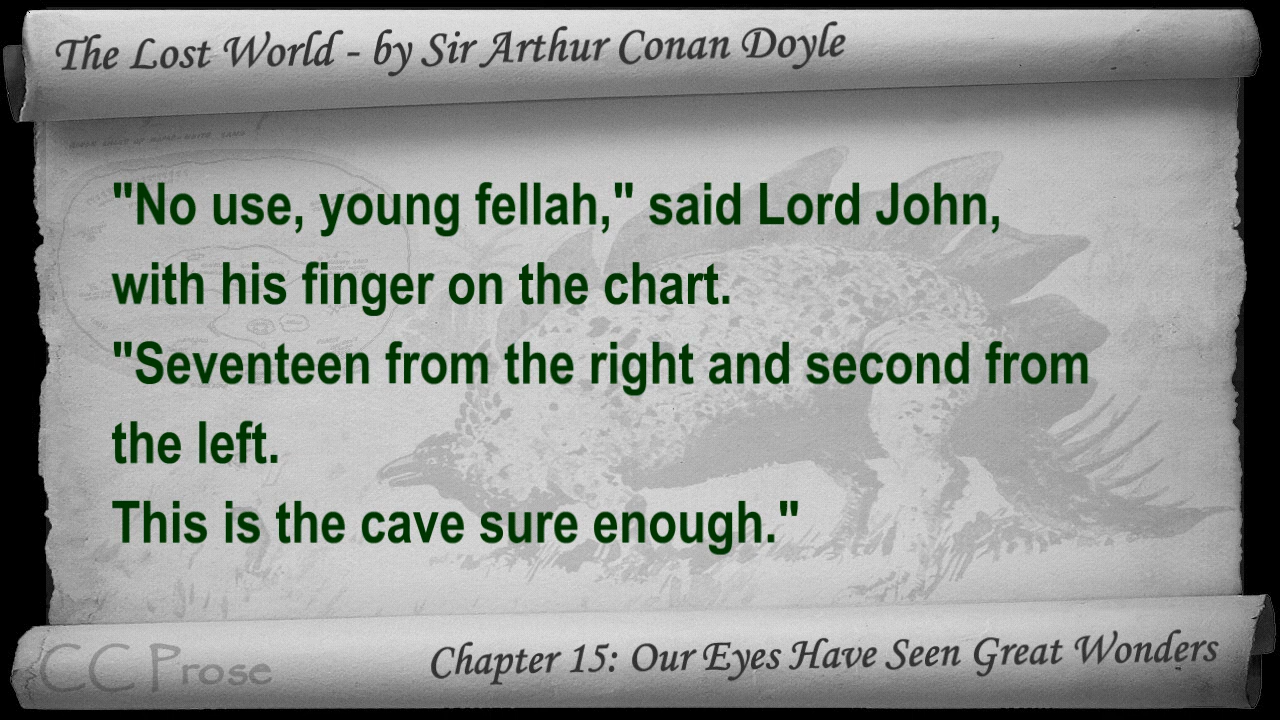 The Lost World - by Sir Arthur Conan Doyle
"No use, young fellah," said Lord John,
with his finger on the chart.
"Seventeen from the right and second from
the left.
This is the cave sure enough."
CC Prose
Chapter 15: Our Eyes Have Seen Great Wonders